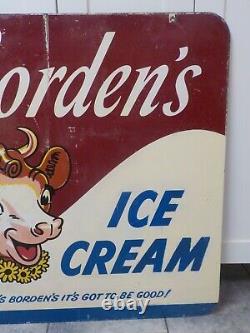 orden's
ICE
CREAM
'S BORDEN'S IT'S GOT TO BE GOOD!